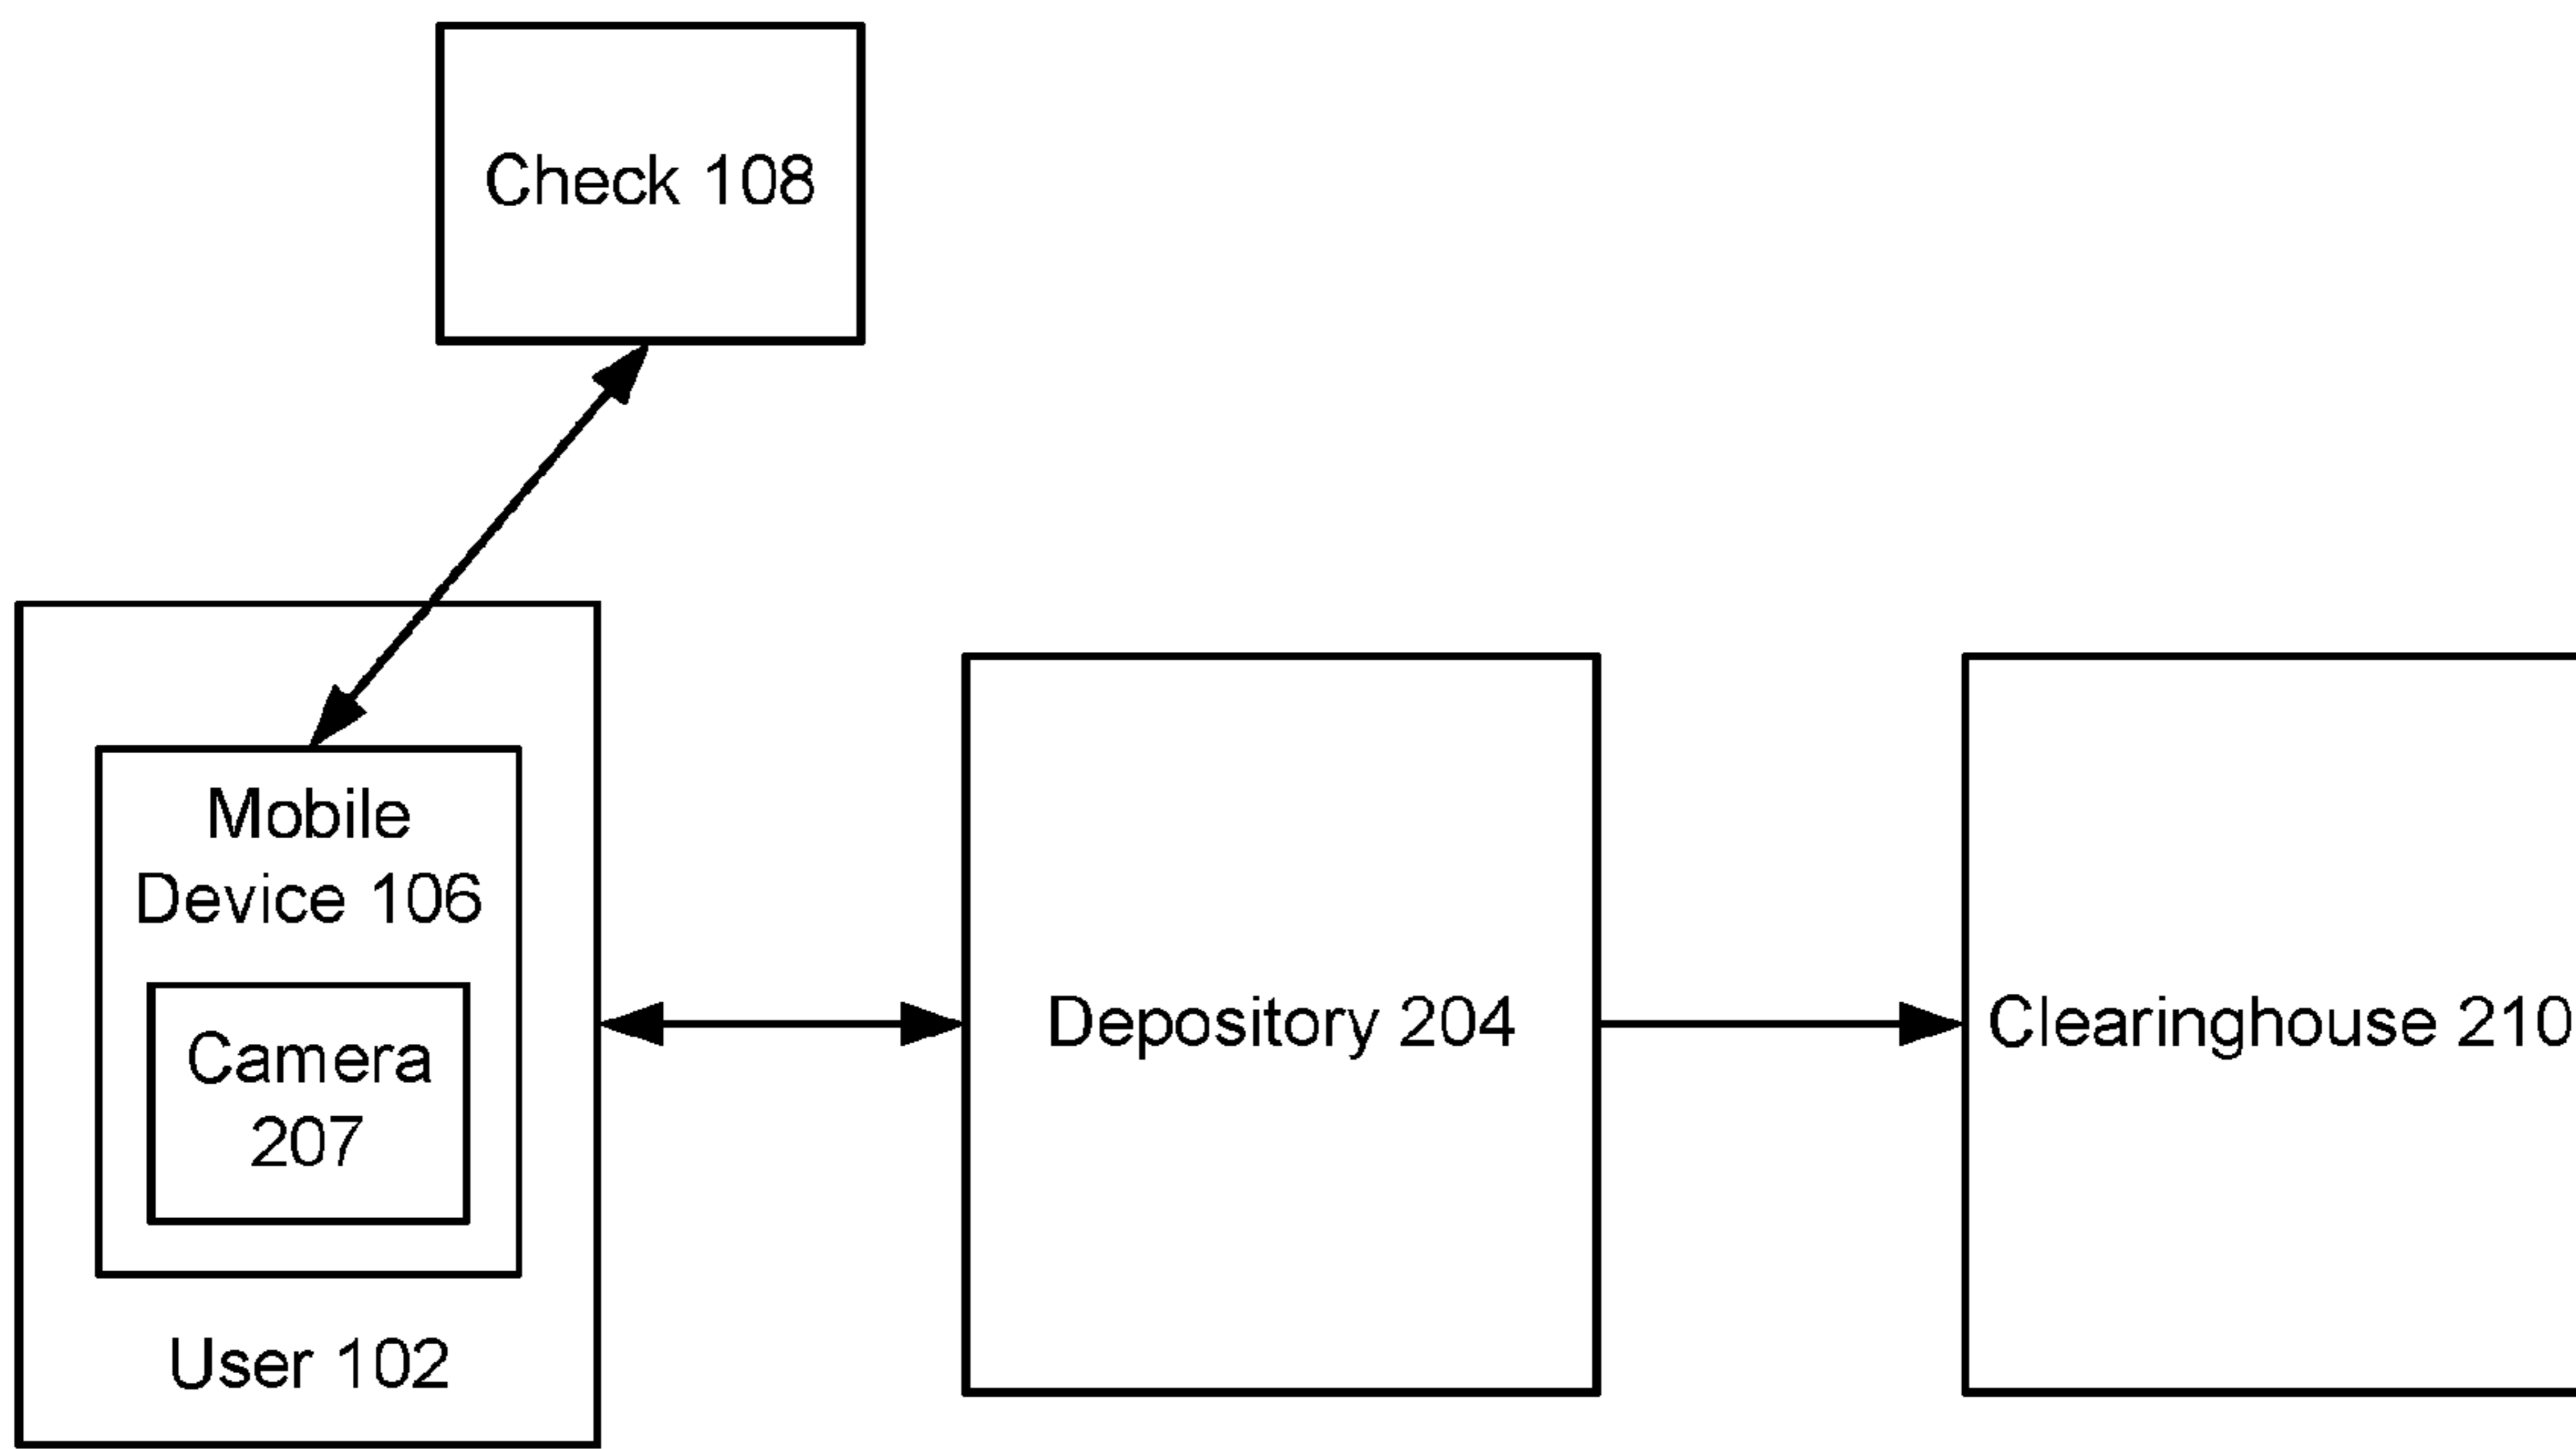 Check 108
Mobile
Device 106
Camera
207
User 102
Depository 204
Clearinghouse 210